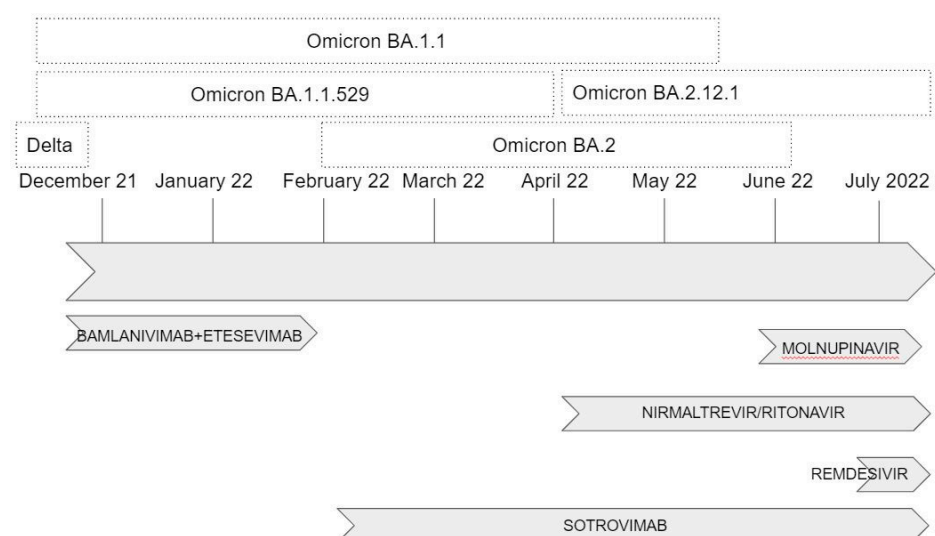 Omicron BA.1.1
Omicron BA.1.1.529
Omicron BA.2.12.1
Delta
Omicron BA.2
December 21 January 22 February 22 March 22 April 22 May 22 June 22 July 2022
BAMLANIVIMAB+ETESEVIMAB
MOLNUPINAVIR
NIRMALTREVIR/RITONAVIR
REMDESIVIR
SOTROVIMAB